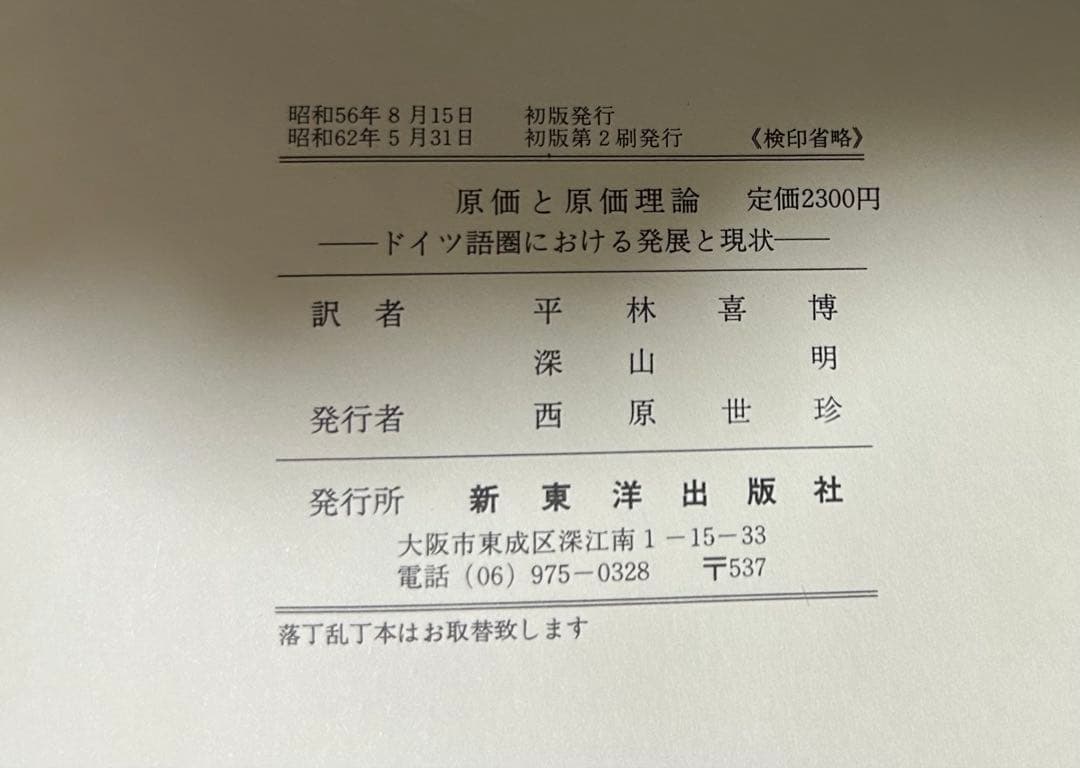 昭和56年8月15日 初版発行
昭和62年5月31日 初版第2刷発行 《検印省略》
原価と原価理論 定価2300円
――ドイツ語圏における発展と現状――
訳者 平林喜博
深山明
発行者 西原世珍
発行所 新東洋出版社
大阪市東成区深江南1-15-33
電話(06)975-0328 〒537
落丁乱丁本はお取替致します